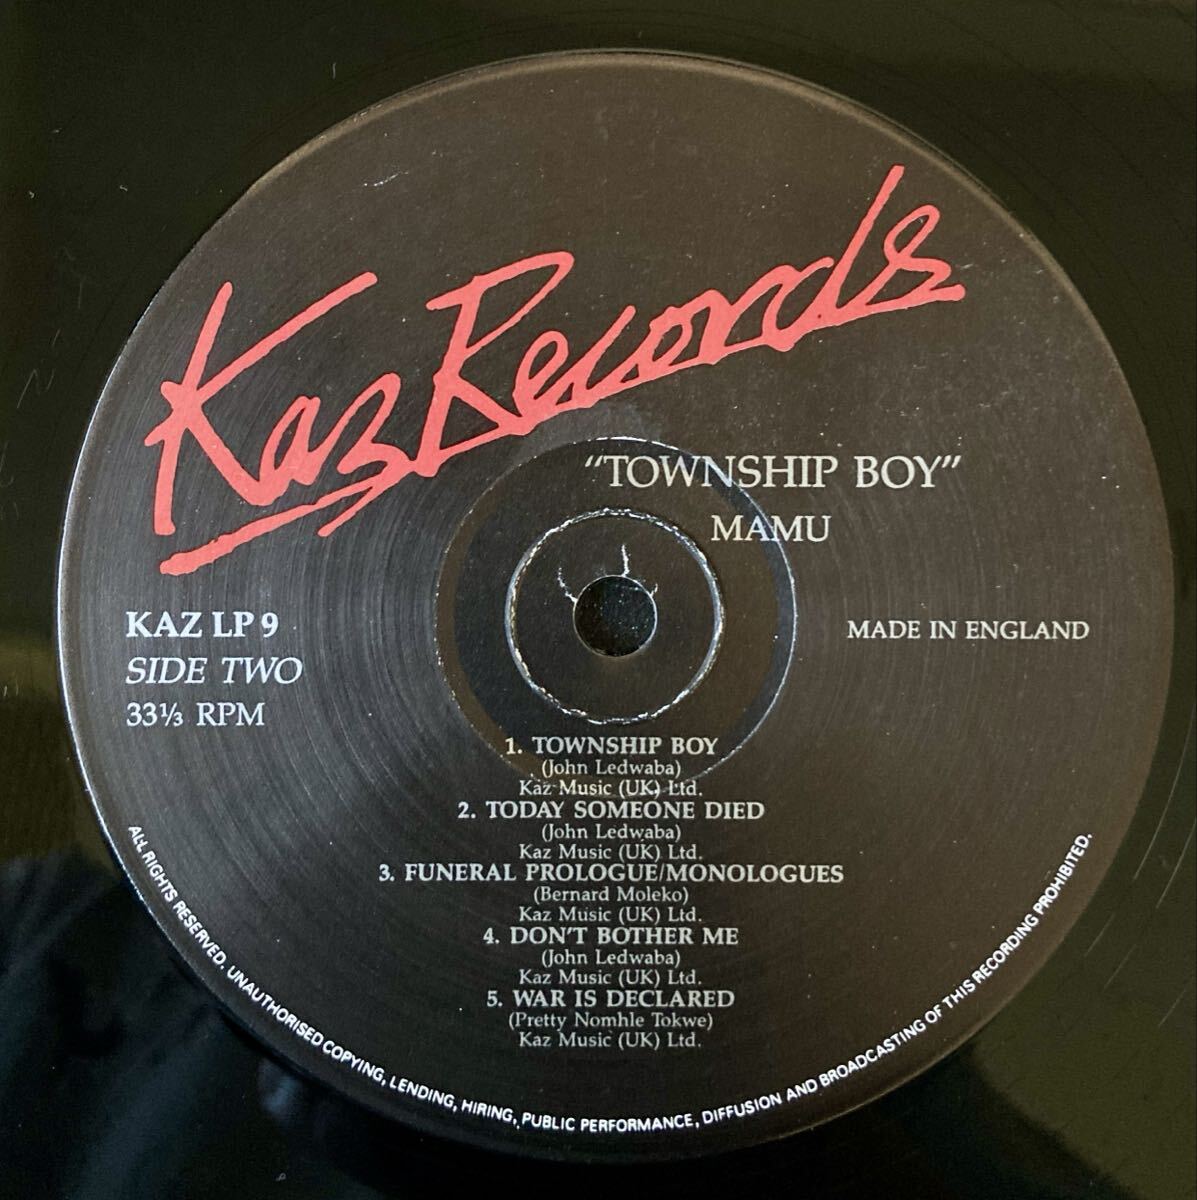 Kaz Records
"TOWNSHIP BOY"
MAMU
KAZ LP 9
SIDE TWO
33⅓ RPM
MADE IN ENGLAND
1. TOWNSHIP BOY
(John Ledwaba)
Kaz Music (UK) Ltd.
2. TODAY SOMEONE DIED
(John Ledwaba)
Kaz Music (UK) Ltd.
3. FUNERAL PROLOGUE/MONOLOGUES
(Bernard Moleko)
Kaz Music (UK) Ltd.
4. DON'T BOTHER ME
(John Ledwaba)
Kaz Music (UK) Ltd.
5. WAR IS DECLARED
(Pretty Nomhle Tokwe)
Kaz Music (UK) Ltd.
ALL RIGHTS RESERVED. UNAUTHORISED COPYING, LENDING, HIRING, PUBLIC PERFORMANCE, DIFFUSION AND BROADCASTING OF THIS RECORDING PROHIBITED.